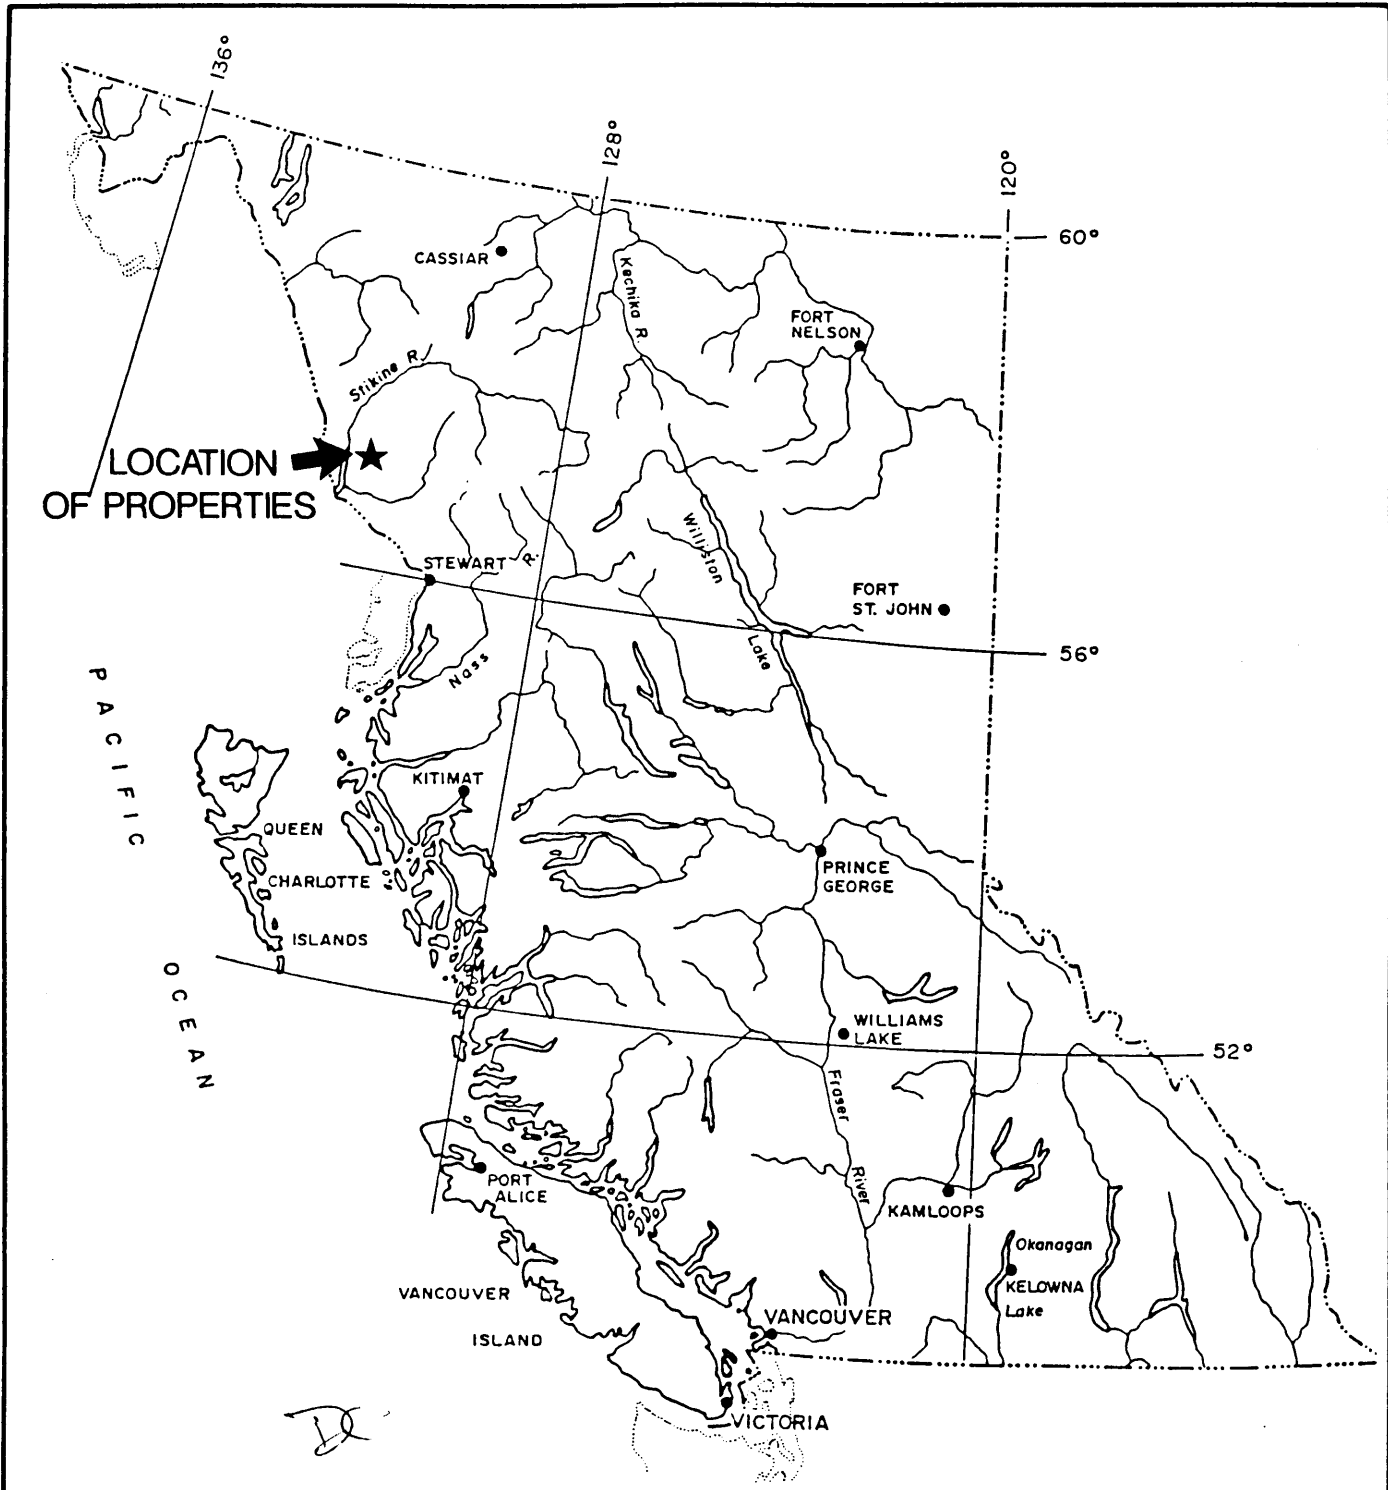 136°
128°
120°
60°
CASSIAR
Kechika R.
FORT
NELSON
Stikine R.
LOCATION
OF PROPERTIES
Williston
Lake
STEWART
R.
Nass
FORT
ST. JOHN
56°
PACIFIC
OCEAN
KITIMAT
QUEEN
CHARLOTTE
ISLANDS
PRINCE
GEORGE
WILLIAMS
LAKE
52°
Fraser
River
PORT
ALICE
KAMLOOPS
Okanagan
KELOWNA
Lake
VANCOUVER
ISLAND
VANCOUVER
VICTORIA